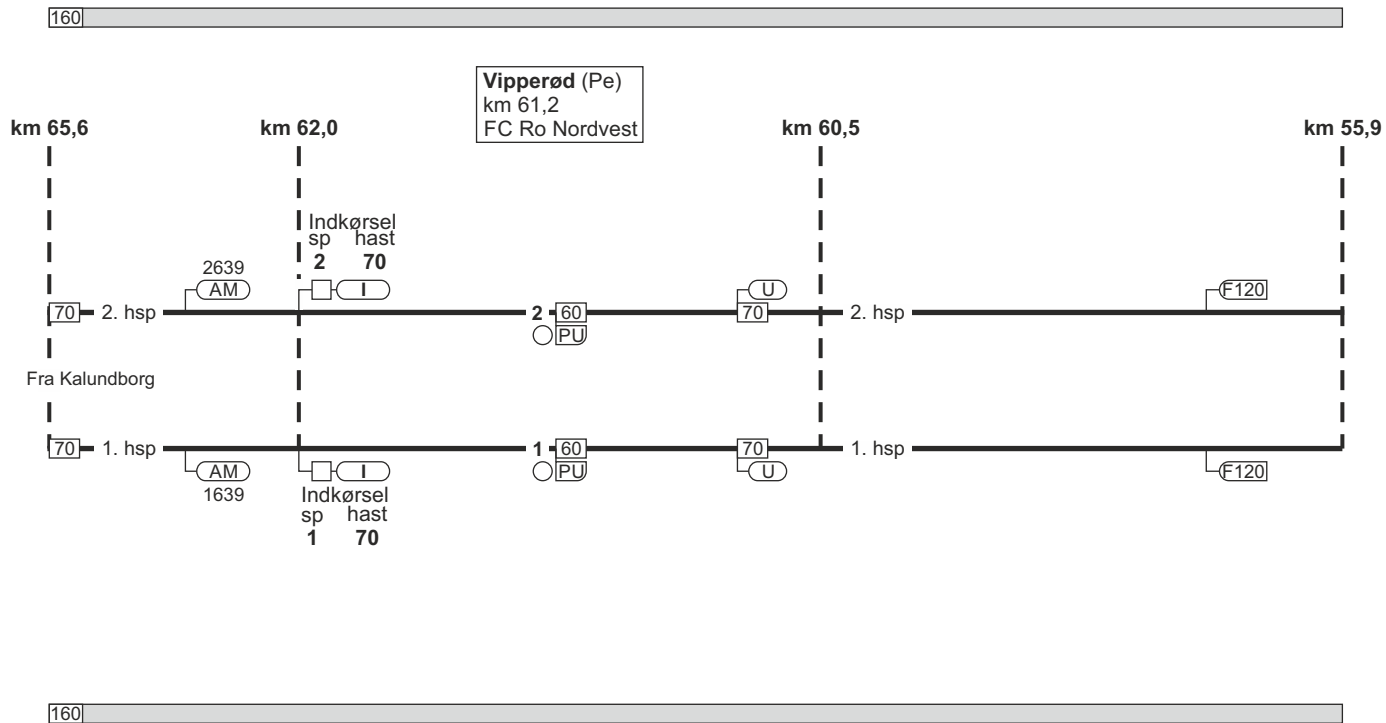 160
Vipperød (Pe)
km 61,2
FC Ro Nordvest
km 65,6
km 62,0
km 60,5
km 55,9
Indkørsel
sp hast
2 70
2639
AM
I
U
F120
70 2. hsp
2 60
70
2. hsp
PU
Fra Kalundborg
70 1. hsp
1 60
70
1. hsp
AM
I
PU
U
F120
1639
Indkørsel
sp hast
1 70
160